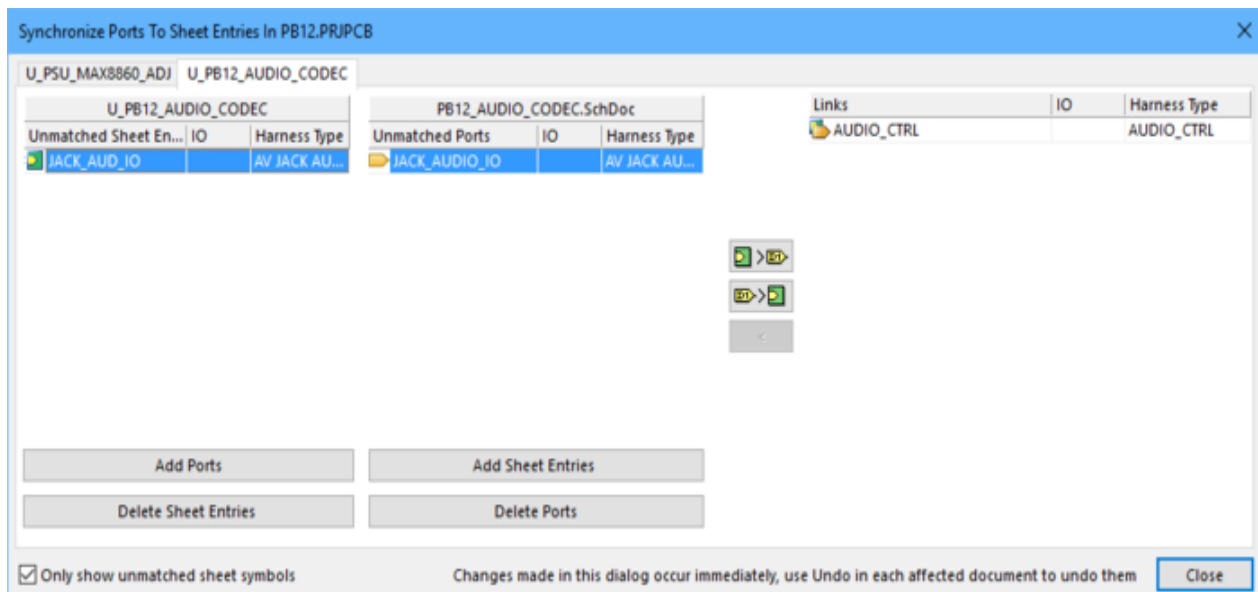 Synchronize Ports To Sheet Entries In PB12.PRJPCB
U_PSU_MAX8860_ADJ U_PB12_AUDIO_CODEC
U_PB12_AUDIO_CODEC PB12_AUDIO_CODEC.SchDoc Links IO Harness Type
Unmatched Sheet En... IO Harness Type Unmatched Ports IO Harness Type AUDIO_CTRL AUDIO_CTRL
JACK_AUD_IO AV JACK AU... JACK_AUDIO_IO AV JACK AU...
>
>
<
Add Ports Add Sheet Entries
Delete Sheet Entries Delete Ports
Only show unmatched sheet symbols Changes made in this dialog occur immediately, use Undo in each affected document to undo them Close